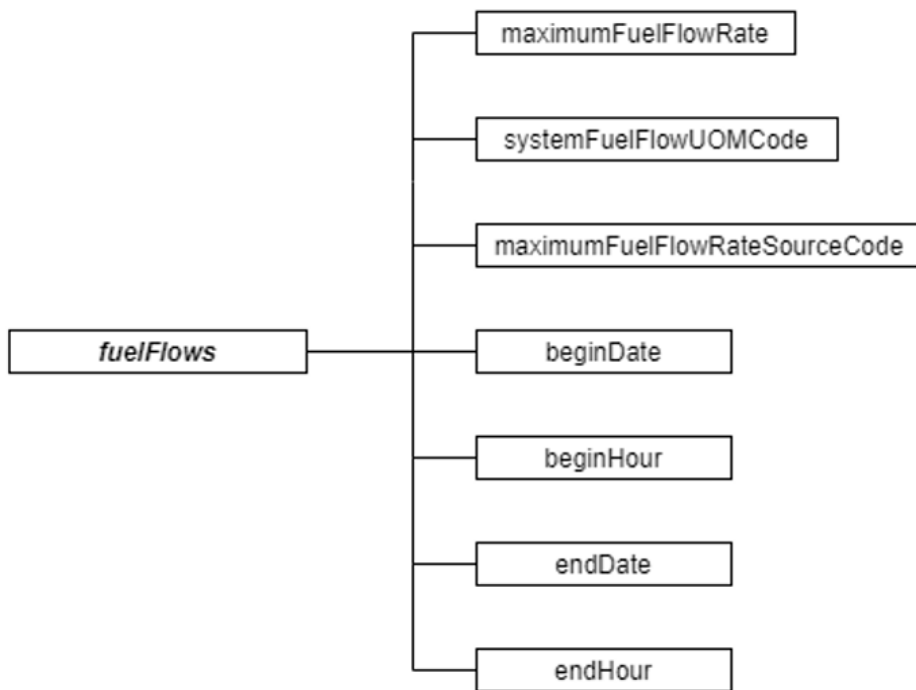 maximumFuelFlowRate
systemFuelFlowUOMCode
maximumFuelFlowRateSourceCode
fuelFlows
beginDate
beginHour
endDate
endHour